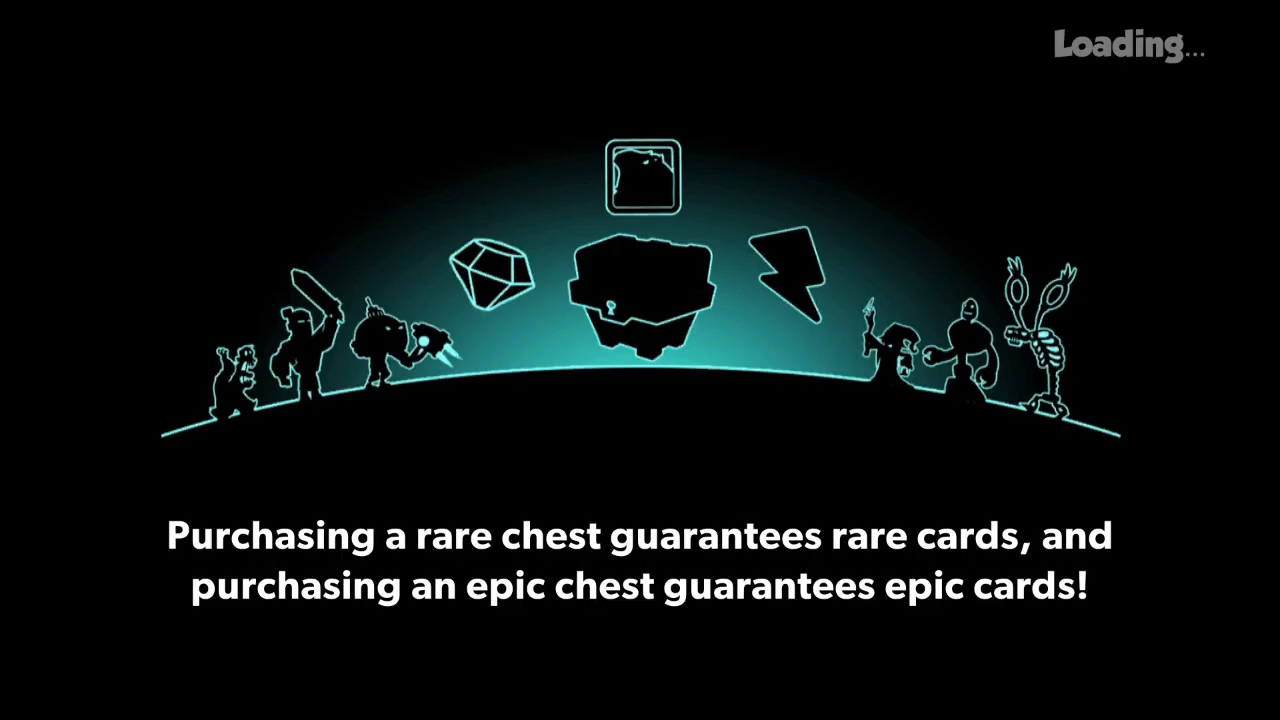 Loading...
Purchasing a rare chest guarantees rare cards, and
purchasing an epic chest guarantees epic cards!